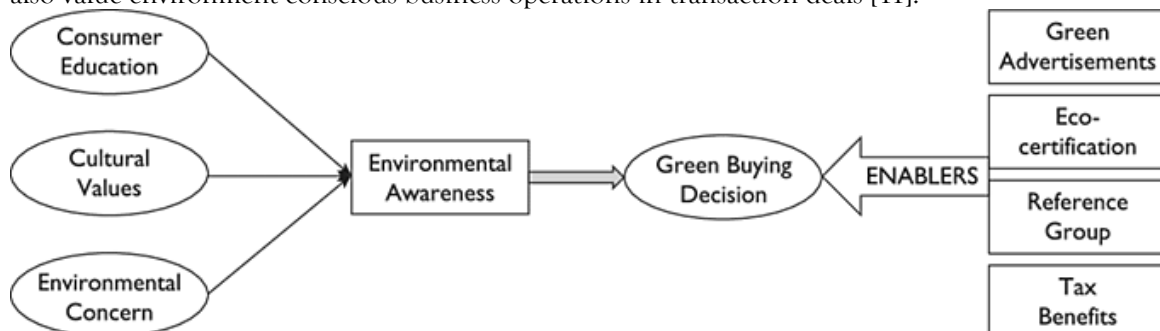 also value environment conscious business operations in transaction deals [11].
Consumer
Education
Cultural
Values
Environmental
Concern
Environmental
Awareness
Green Buying
Decision
ENABLERS
Green
Advertisements
Eco-
certification
Reference
Group
Tax
Benefits